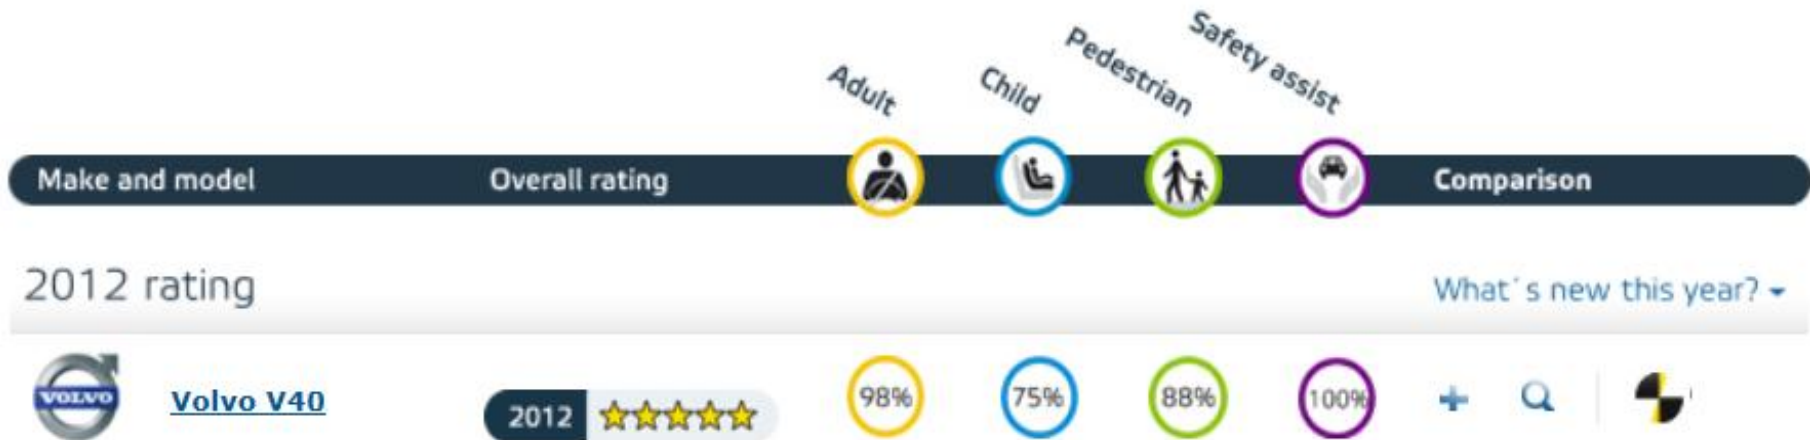 Adult
Child
Pedestrian
Safety assist
Make and model Overall rating Comparison
2012 rating What´s new this year?
VOLVO Volvo V40 2012 98% 75% 88% 100%